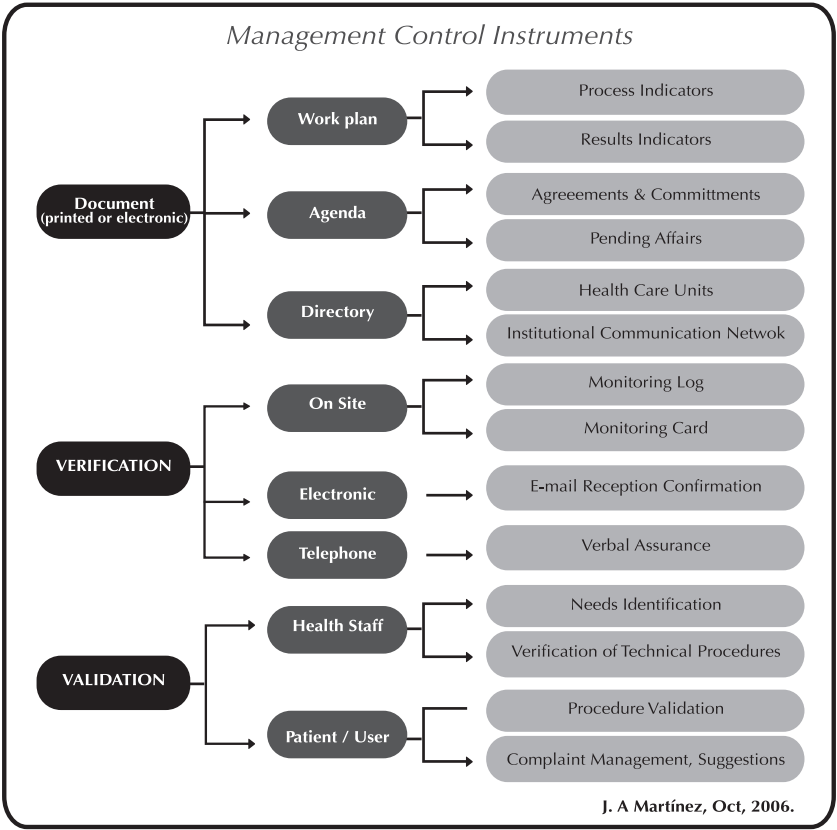 Management Control Instruments
Document
(printed or electronic)
Work plan
Process Indicators
Results Indicators
Agenda
Agreeements & Committments
Pending Affairs
Directory
Health Care Units
Institutional Communication Netwok
VERIFICATION
On Site
Monitoring Log
Monitoring Card
Electronic
E-mail Reception Confirmation
Telephone
Verbal Assurance
VALIDATION
Health Staff
Needs Identification
Verification of Technical Procedures
Patient / User
Procedure Validation
Complaint Management, Suggestions
J. A Martínez, Oct, 2006.